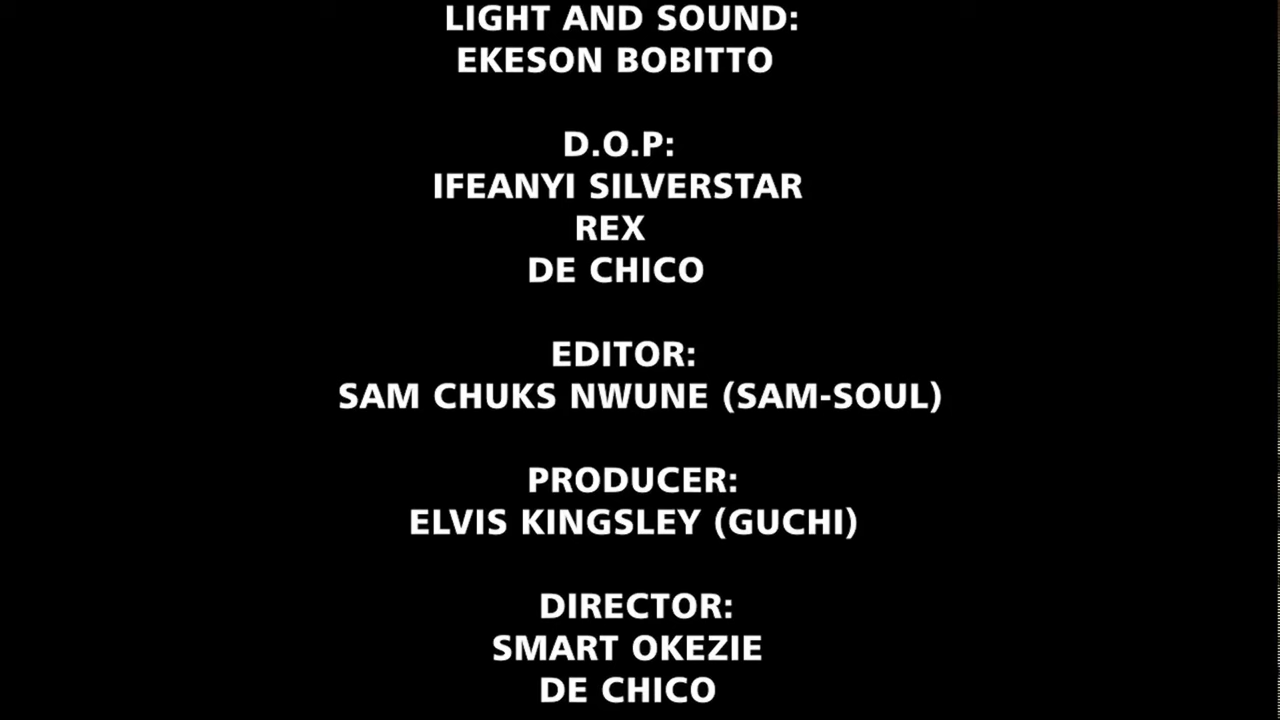 LIGHT AND SOUND:
EKESON BOBITTO
D.O.P:
IFEANYI SILVERSTAR
REX
DE CHICO
EDITOR:
SAM CHUKS NWUNE (SAM-SOUL)
PRODUCER:
ELVIS KINGSLEY (GUCHI)
DIRECTOR:
SMART OKEZIE
DE CHICO